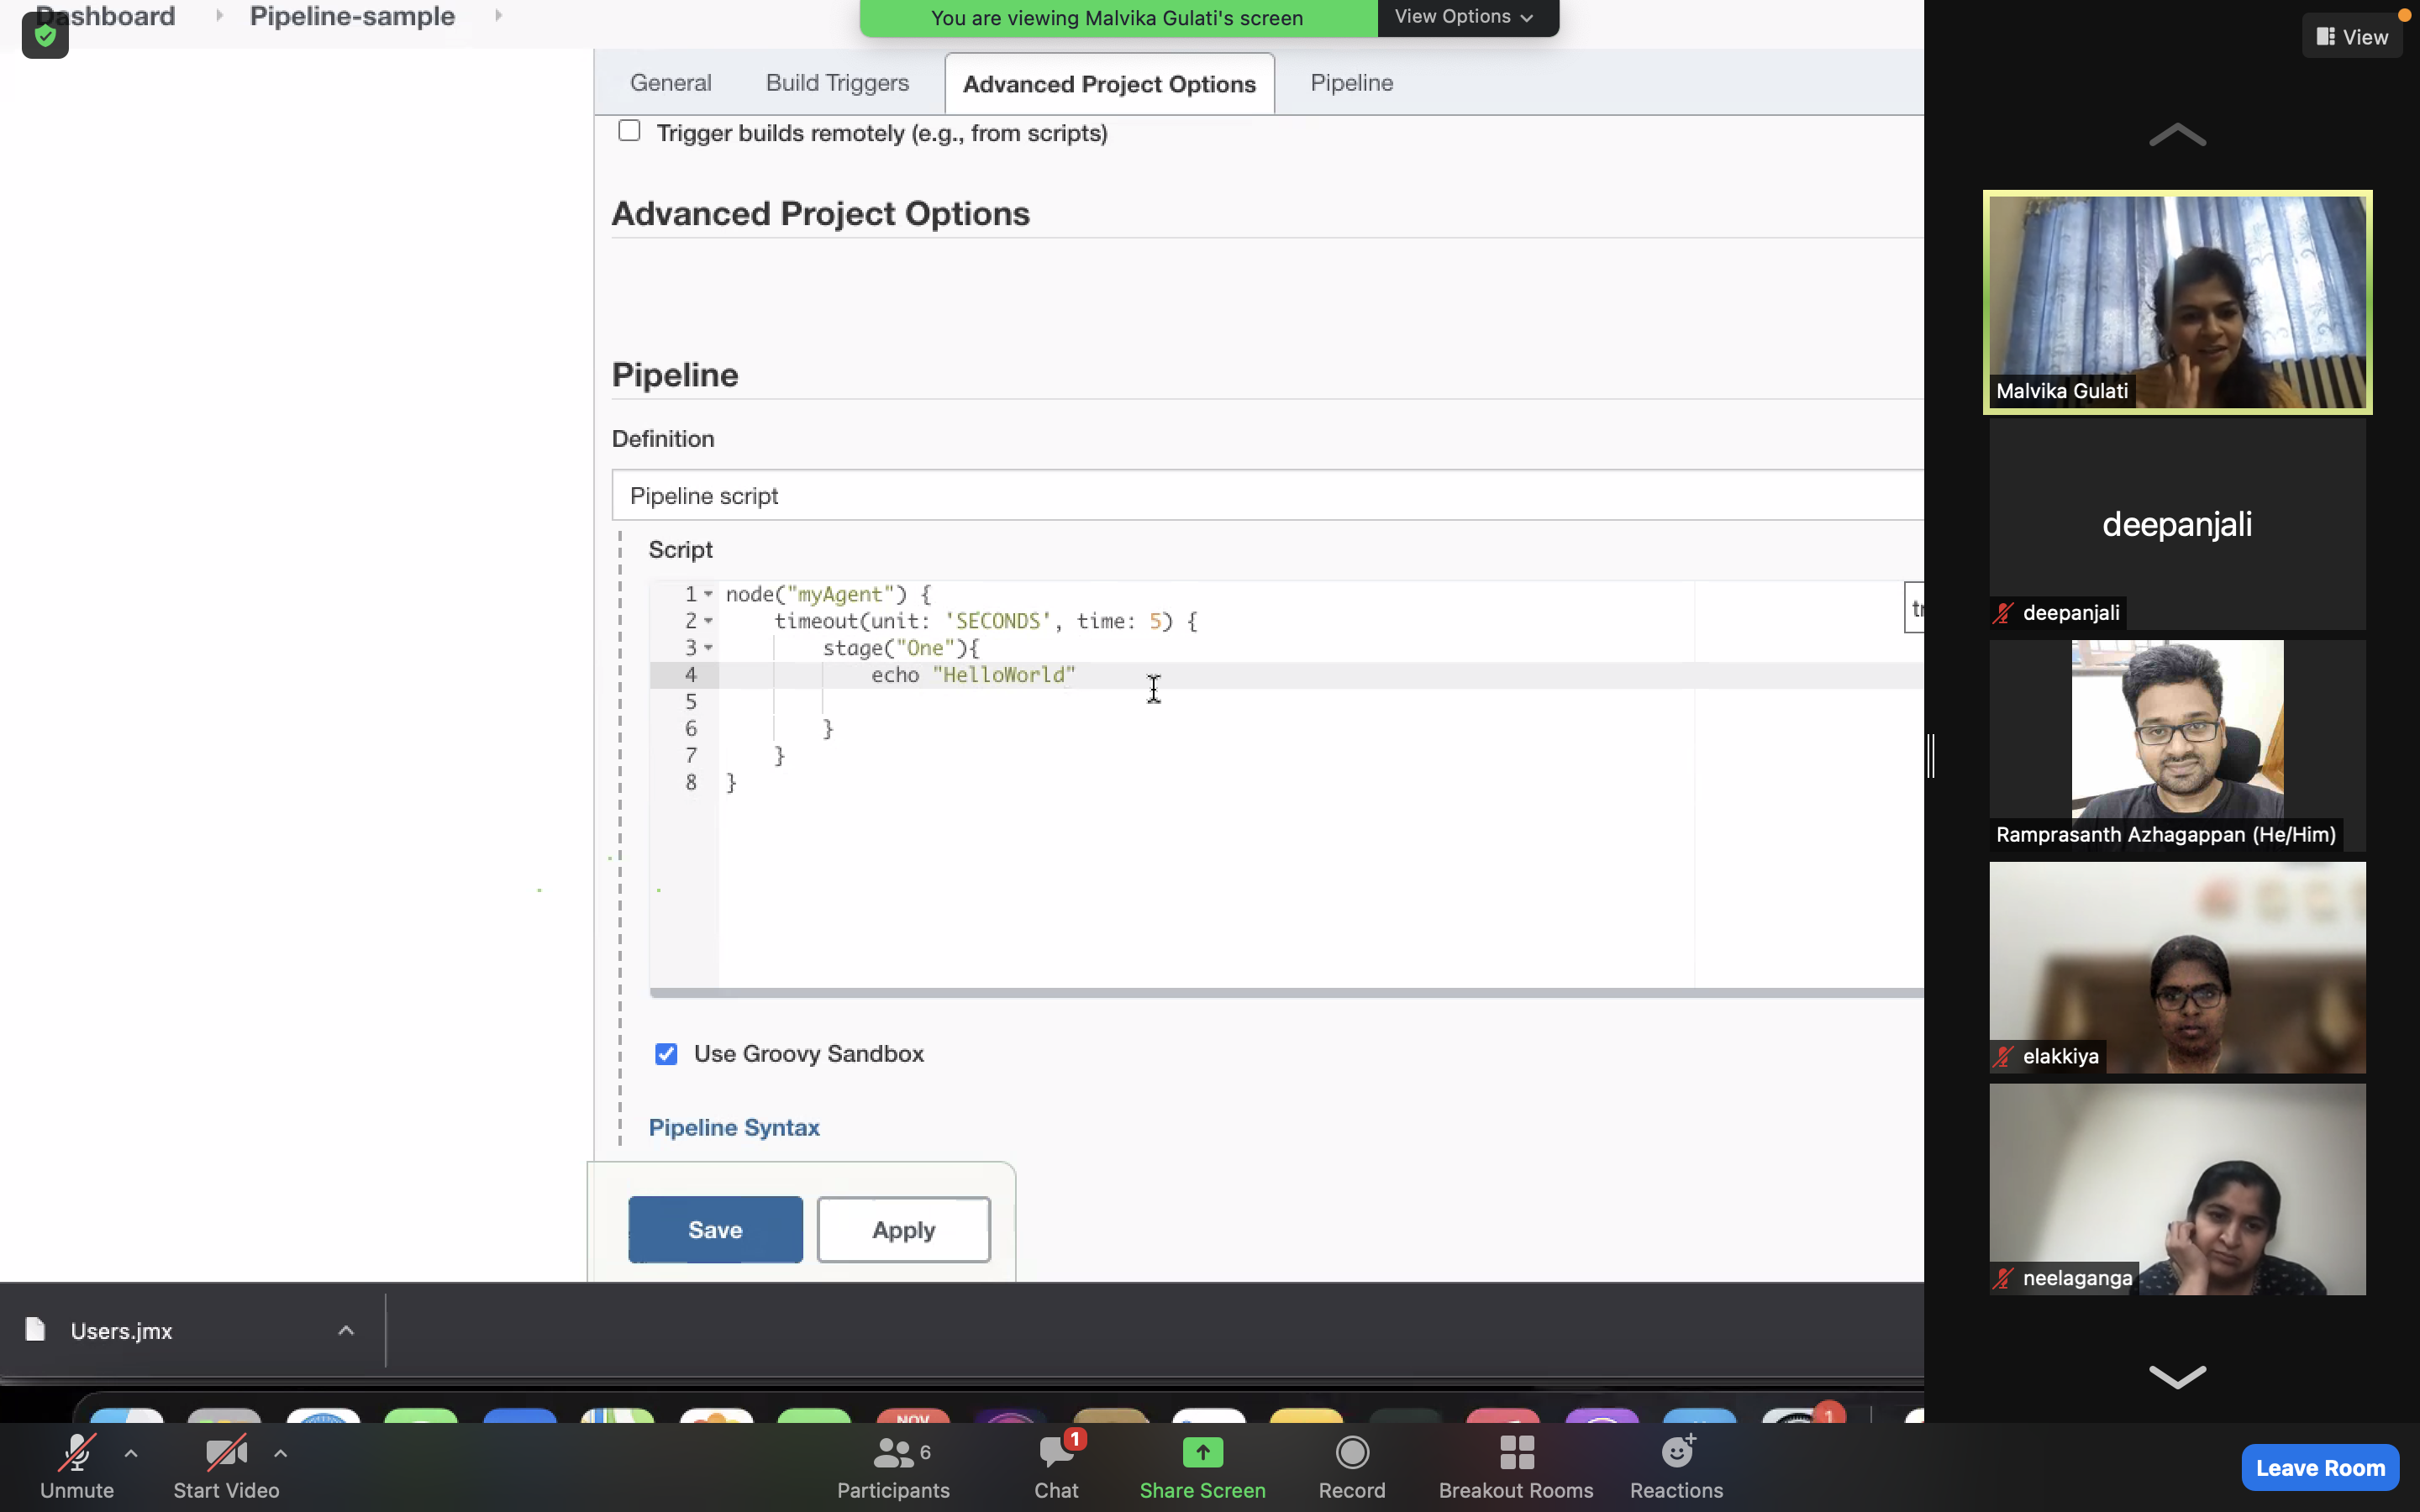 Dashboard Pipeline-sample
You are viewing Malvika Gulati's screen View Options
View
General Build Triggers Advanced Project Options Pipeline
Trigger builds remotely (e.g., from scripts)
Advanced Project Options
Pipeline
Definition
Pipeline script
Script
1 node("myAgent") {
2 timeout(unit: 'SECONDS', time: 5) {
3 stage("One"){
4 echo "HelloWorld"
5
6 }
7 }
8 }
Use Groovy Sandbox
Pipeline Syntax
Save Apply
Users.jmx
Malvika Gulati
deepanjali
deepanjali
Ramprasanth Azhagappan (He/Him)
elakkiya
neelaganga
NOV
1
Unmute
Start Video
6
Participants
1
Chat
Share Screen
Record
Breakout Rooms
Reactions
Leave Room